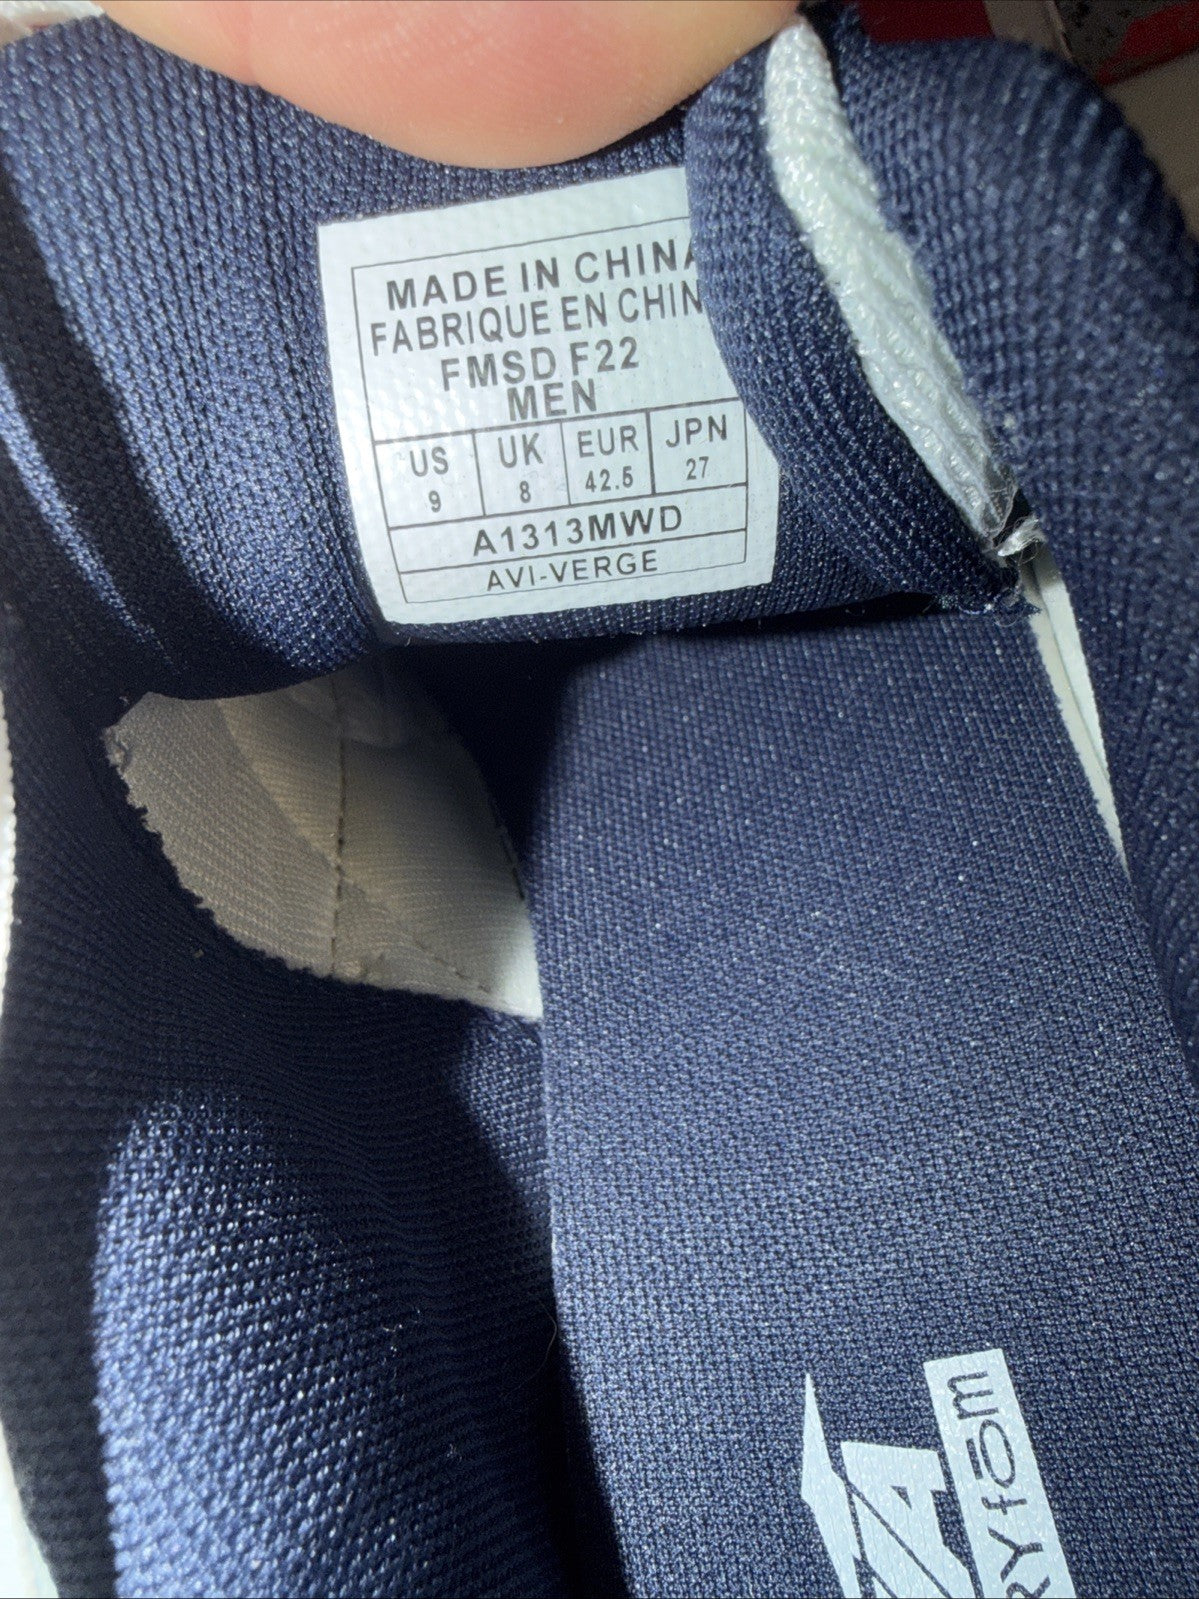 MADE IN CHINA
FABRIQUE EN CHIN
FMSD F22
MEN
US UK EUR JPN
9 8 42.5 27
A1313MWD
AVI-VERGE
RYfōm